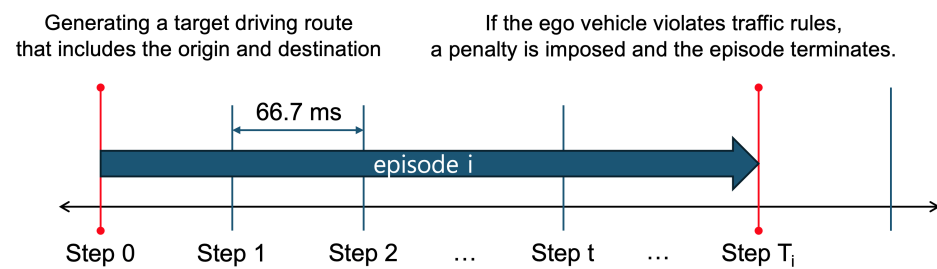 Generating a target driving route
that includes the origin and destination
If the ego vehicle violates traffic rules,
a penalty is imposed and the episode terminates.
66.7 ms
episode i
Step 0 Step 1 Step 2 ... Step t ... Step Ti